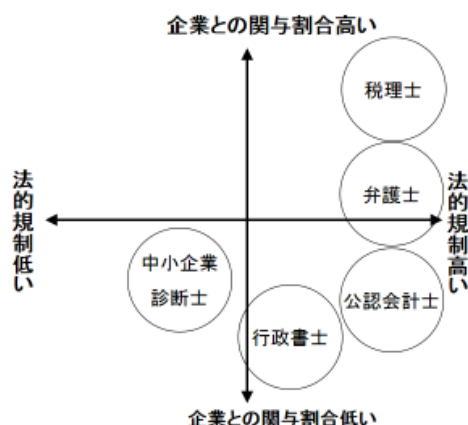 企業との関与割合高い
税理士
弁護士
法的規制低い
法的規制高い
中小企業
診断士
公認会計士
行政書士
企業との関与割合低い